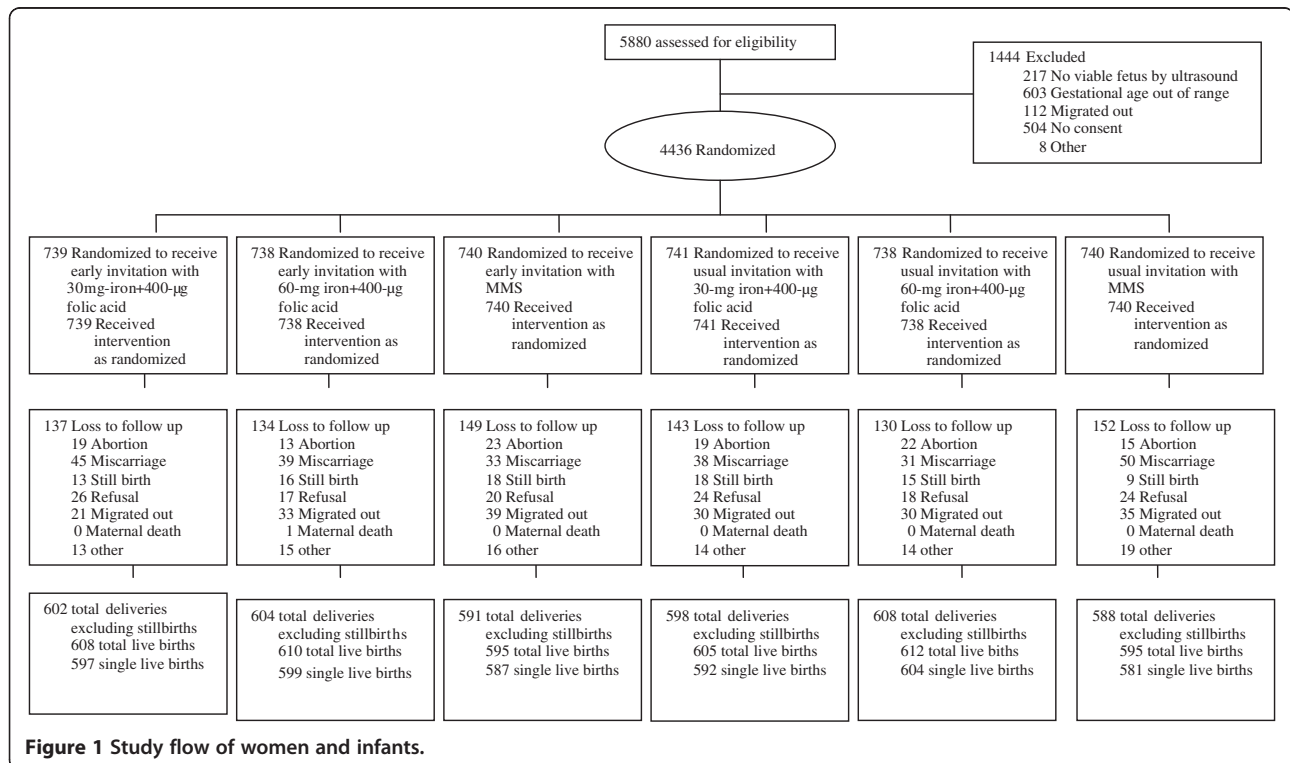 5880 assessed for eligibility
1444 Excluded
217 No viable fetus by ultrasound
603 Gestational age out of range
112 Migrated out
504 No consent
8 Other
4436 Randomized
739 Randomized to receive
early invitation with
30mg-iron+400-µg
folic acid
739 Received
intervention
as randomized
738 Randomized to receive
early invitation with
60-mg iron+400-µg
folic acid
738 Received
intervention as
randomized
740 Randomized to receive
early invitation with
MMS
740 Received
intervention as
randomized
741 Randomized to receive
usual invitation with
30-mg iron+400-µg
folic acid
741 Received
intervention as
randomized
738 Randomized to receive
usual invitation with
60-mg iron+400-µg
folic acid
738 Received
intervention as
randomized
740 Randomized to receive
usual invitation with
MMS
740 Received
intervention as
randomized
137 Loss to follow up
19 Abortion
45 Miscarriage
13 Still birth
26 Refusal
21 Migrated out
0 Maternal death
13 other
134 Loss to follow up
13 Abortion
39 Miscarriage
16 Still birth
17 Refusal
33 Migrated out
1 Maternal death
15 other
149 Loss to follow up
23 Abortion
33 Miscarriage
18 Still birth
20 Refusal
39 Migrated out
0 Maternal death
16 other
143 Loss to follow up
19 Abortion
38 Miscarriage
18 Still birth
24 Refusal
30 Migrated out
0 Maternal death
14 other
130 Loss to follow up
22 Abortion
31 Miscarriage
15 Still birth
18 Refusal
30 Migrated out
0 Maternal death
14 other
152 Loss to follow up
15 Abortion
50 Miscarriage
9 Still birth
24 Refusal
35 Migrated out
0 Maternal death
19 other
602 total deliveries
excluding stillbirths
608 total live births
597 single live births
604 total deliveries
excluding stillbirths
610 total live births
599 single live births
591 total deliveries
excluding stillbirths
595 total live births
587 single live births
598 total deliveries
excluding stillbirths
605 total live births
592 single live births
608 total deliveries
excluding stillbirths
612 total live biths
604 single live births
588 total deliveries
excluding stillbirths
595 total live births
581 single live births
Figure 1 Study flow of women and infants.